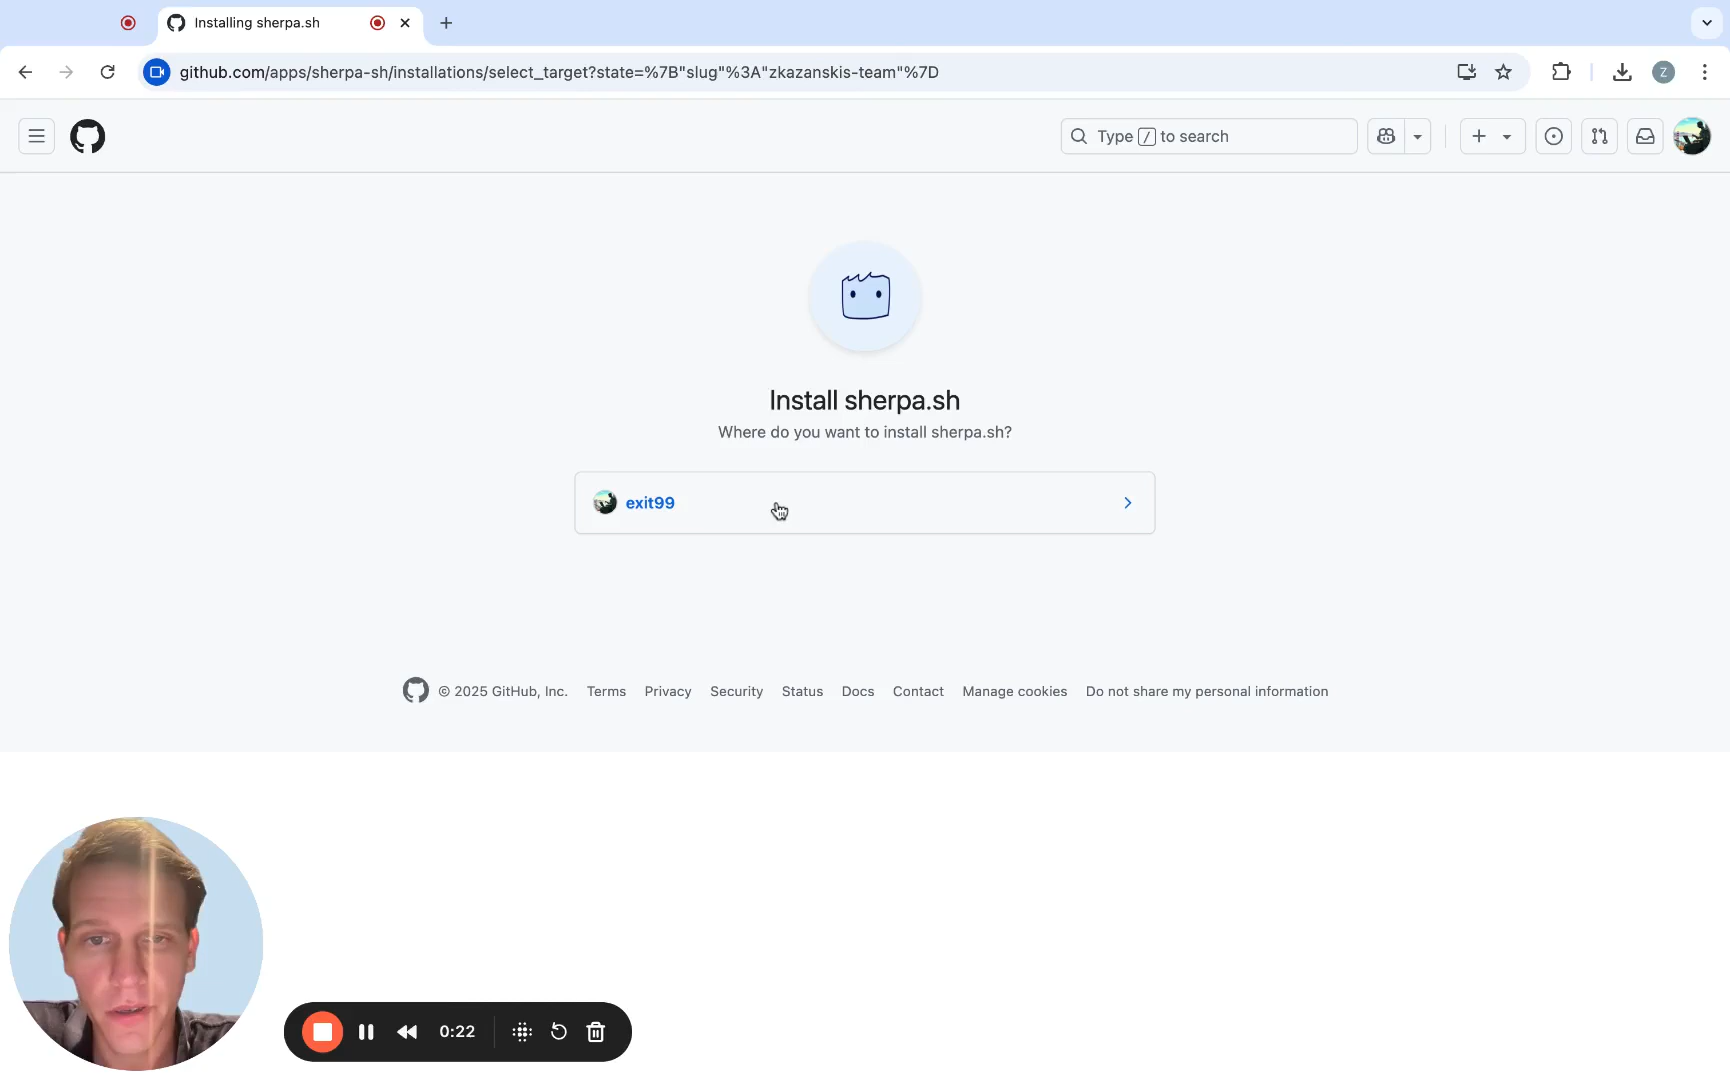 Installing sherpa.sh
github.com/apps/sherpa-sh/installations/select_target?state=%7B"slug"%3A"zkazanskis-team"%7D
Z
Type / to search
Install sherpa.sh
Where do you want to install sherpa.sh?
exit99
© 2025 GitHub, Inc. Terms Privacy Security Status Docs Contact Manage cookies Do not share my personal information
0:22